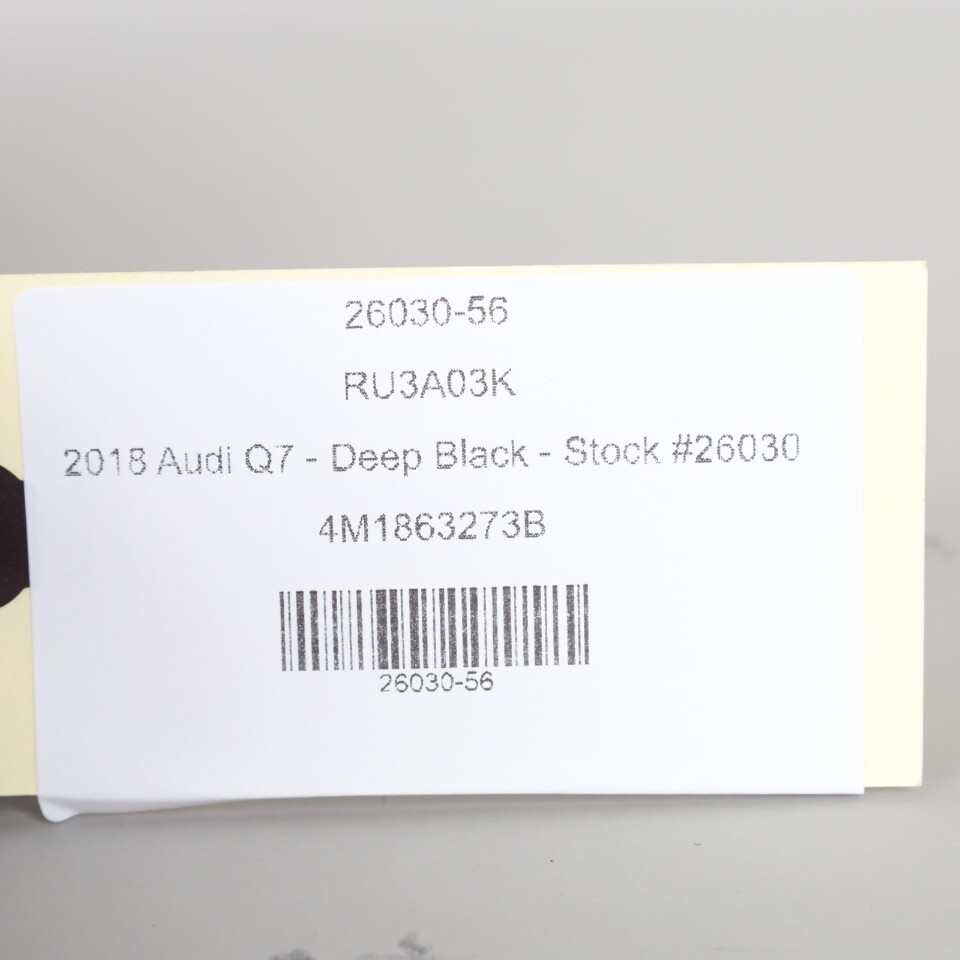 26030-56
RU3A03K
2018 Audi Q7 - Deep Black - Stock #26030
4M1863273B
26030-56